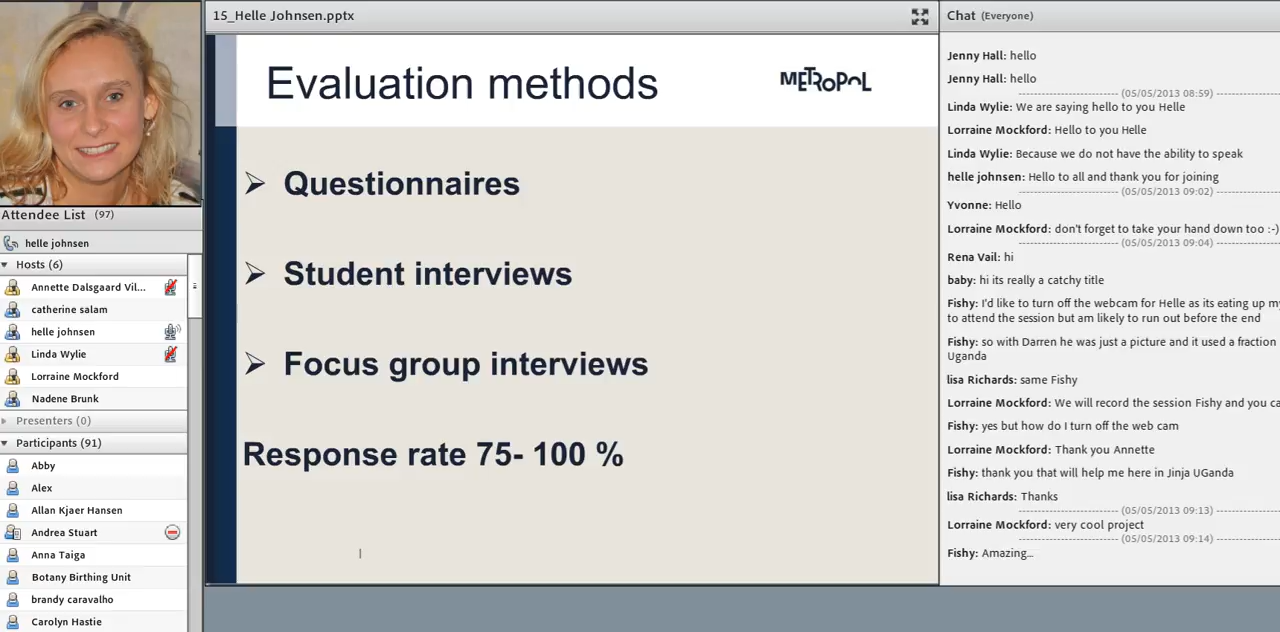 15_Helle Johnsen.pptx
Evaluation methods
METROPOL
Questionnaires
Student interviews
Focus group interviews
Response rate 75- 100 %
Attendee List (97)
helle johnsen
Hosts (6)
Annette Dalsgaard Vil...
catherine salam
helle johnsen
Linda Wylie
Lorraine Mockford
Nadene Brunk
Presenters (0)
Participants (91)
Abby
Alex
Allan Kjaer Hansen
Andrea Stuart
Anna Taiga
Botany Birthing Unit
brandy caravalho
Carolyn Hastie
Chat (Everyone)
Jenny Hall: hello
Jenny Hall: hello
(05/05/2013 08:59)
Linda Wylie: We are saying hello to you Helle
Lorraine Mockford: Hello to you Helle
Linda Wylie: Because we do not have the ability to speak
helle johnsen: Hello to all and thank you for joining
(05/05/2013 09:02)
Yvonne: Hello
Lorraine Mockford: don't forget to take your hand down too :-)
(05/05/2013 09:04)
Rena Vail: hi
baby: hi its really a catchy title
Fishy: I'd like to turn off the webcam for Helle as its eating up my
to attend the session but am likely to run out before the end
Fishy: so with Darren he was just a picture and it used a fraction
Uganda
lisa Richards: same Fishy
Lorraine Mockford: We will record the session Fishy and you ca
Fishy: yes but how do I turn off the web cam
Lorraine Mockford: Thank you Annette
Fishy: thank you that will help me here in Jinja UGanda
lisa Richards: Thanks
(05/05/2013 09:13)
Lorraine Mockford: very cool project
(05/05/2013 09:14)
Fishy: Amazing...